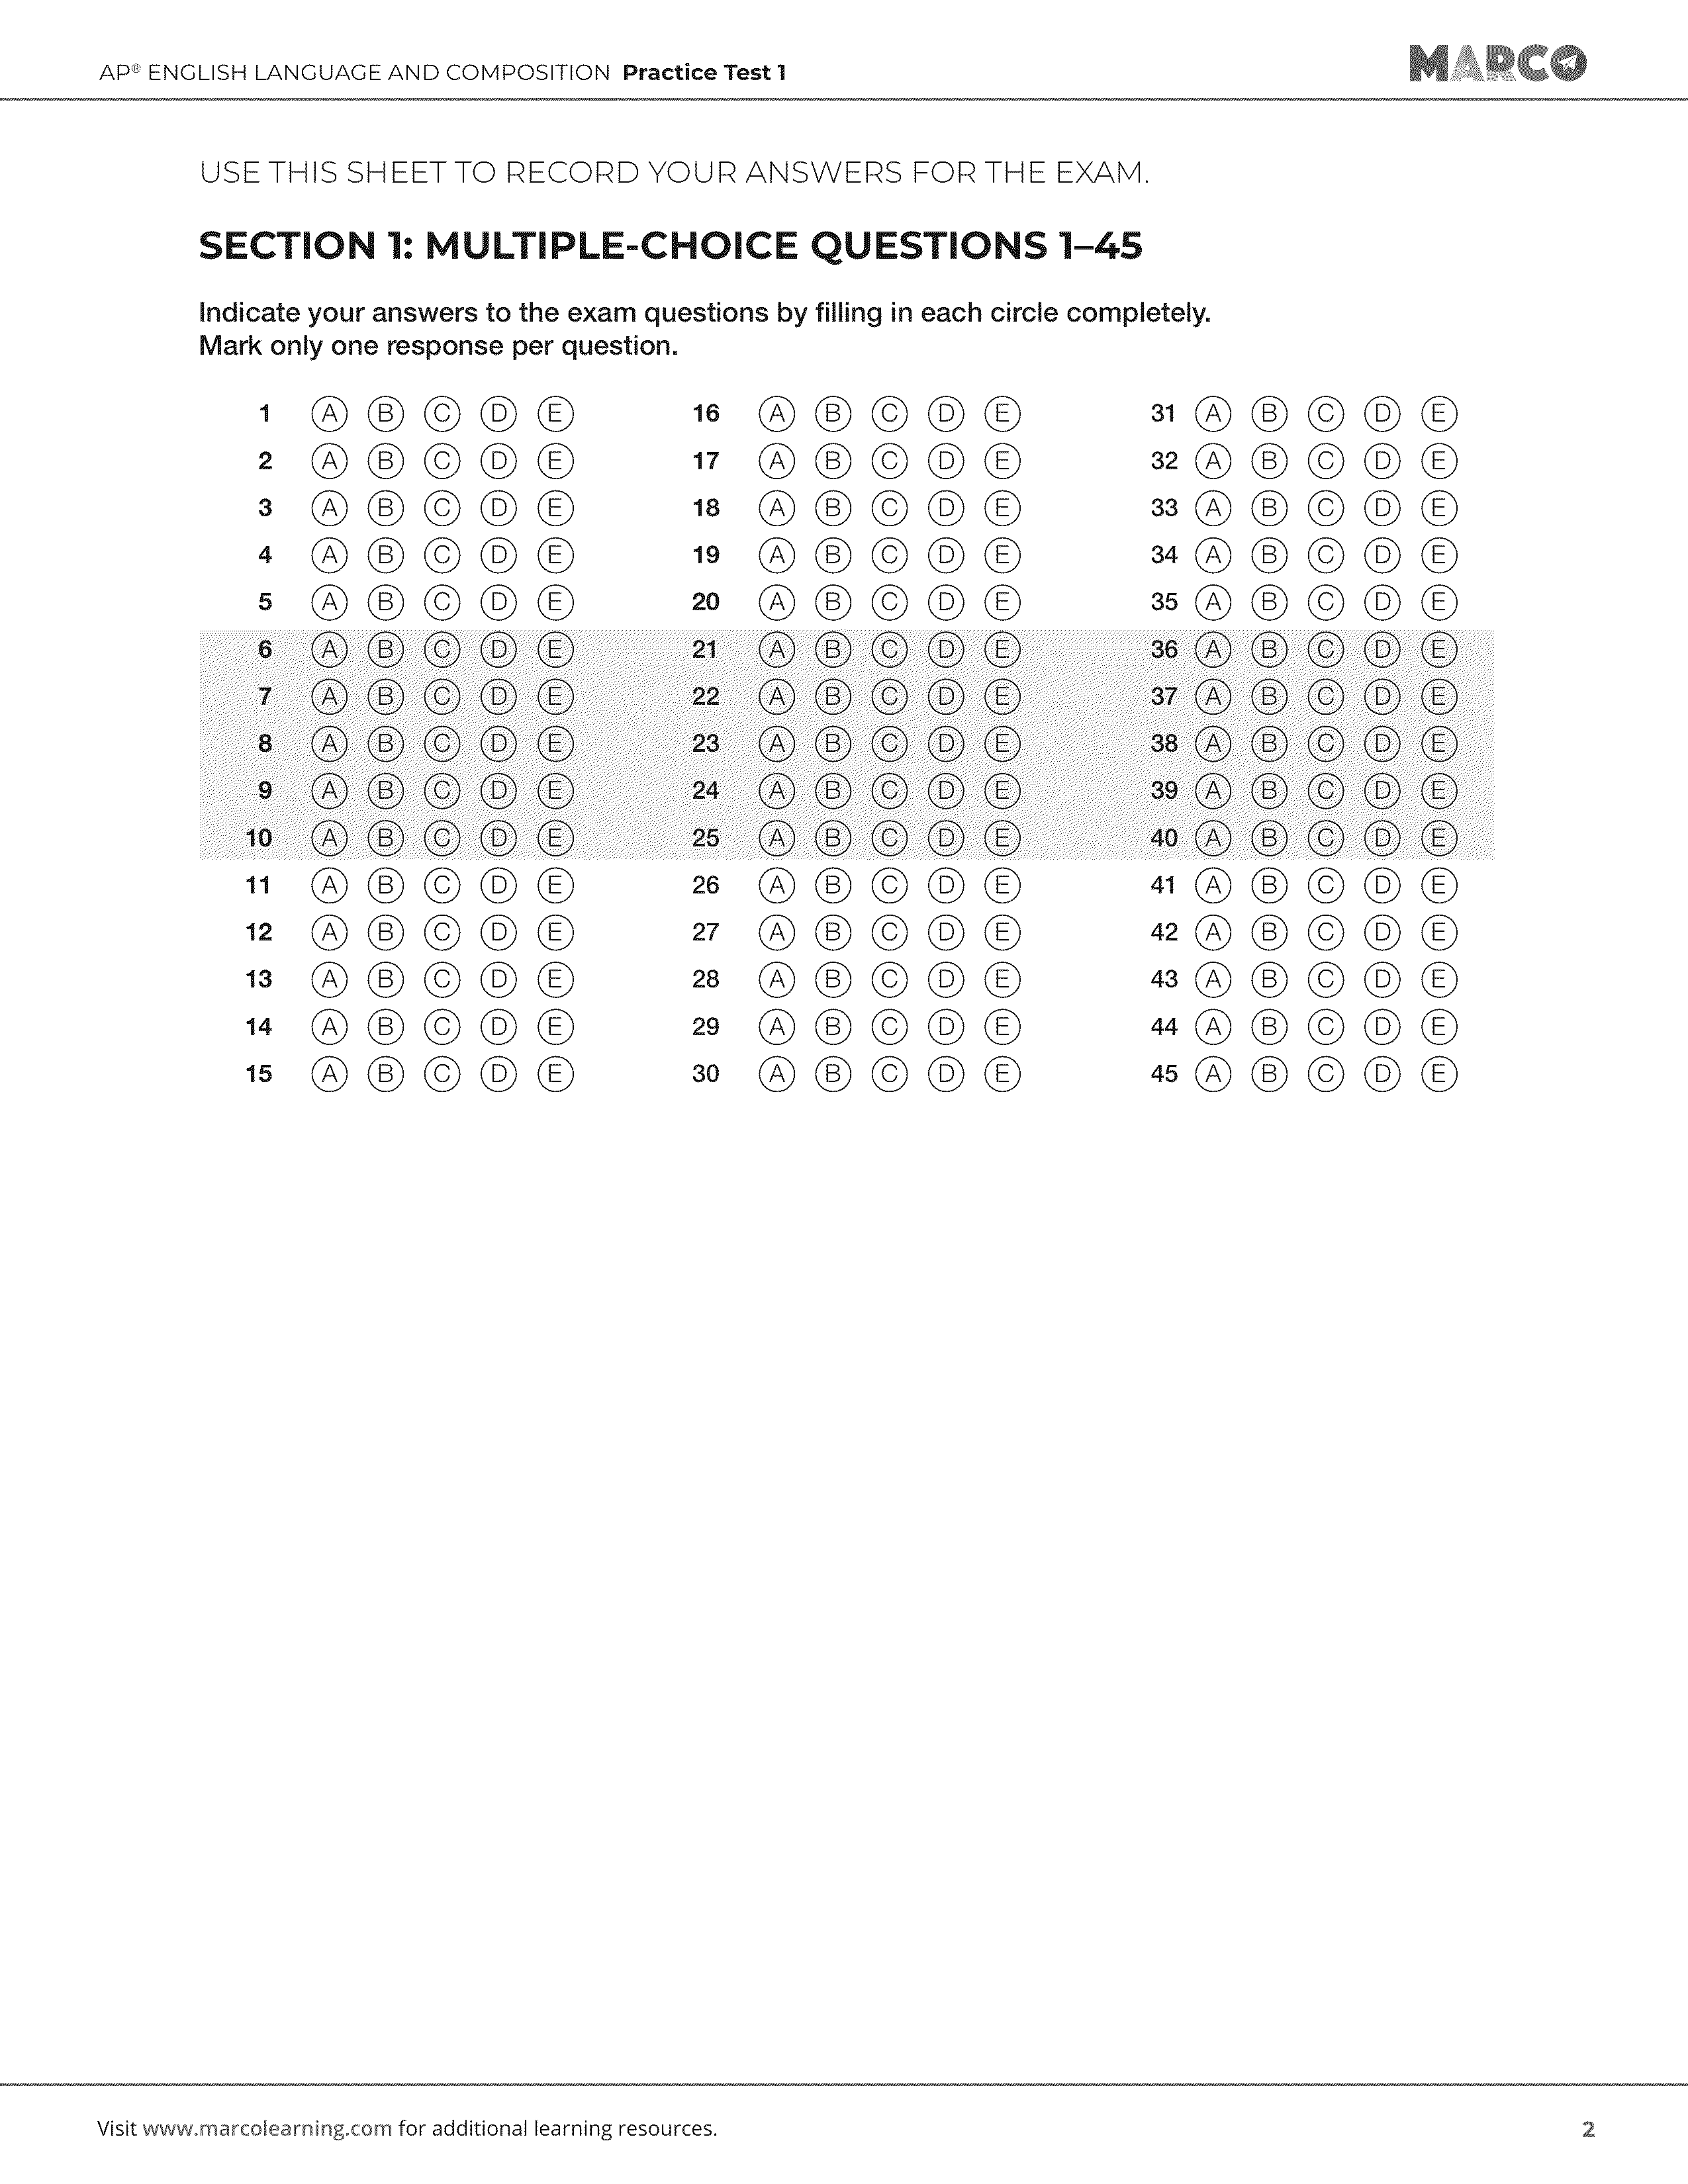 AP® ENGLISH LANGUAGE AND COMPOSITION Practice Test 1
MARCO
USE THIS SHEET TO RECORD YOUR ANSWERS FOR THE EXAM.
SECTION 1: MULTIPLE-CHOICE QUESTIONS 1–45
Indicate your answers to the exam questions by filling in each circle completely.
Mark only one response per question.
1 A B C D E 16 A B C D E 31 A B C D E
2 A B C D E 17 A B C D E 32 A B C D E
3 A B C D E 18 A B C D E 33 A B C D E
4 A B C D E 19 A B C D E 34 A B C D E
5 A B C D E 20 A B C D E 35 A B C D E
6 A B C D E 21 A B C D E 36 A B C D E
7 A B C D E 22 A B C D E 37 A B C D E
8 A B C D E 23 A B C D E 38 A B C D E
9 A B C D E 24 A B C D E 39 A B C D E
10 A B C D E 25 A B C D E 40 A B C D E
11 A B C D E 26 A B C D E 41 A B C D E
12 A B C D E 27 A B C D E 42 A B C D E
13 A B C D E 28 A B C D E 43 A B C D E
14 A B C D E 29 A B C D E 44 A B C D E
15 A B C D E 30 A B C D E 45 A B C D E
Visit www.marcolearning.com for additional learning resources.
2